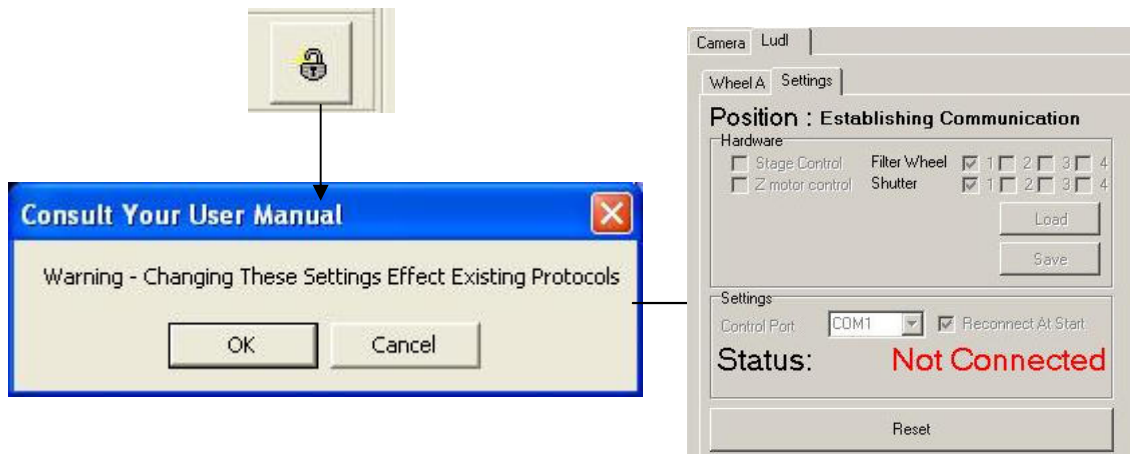 Consult Your User Manual
Warning - Changing These Settings Effect Existing Protocols
OK Cancel
Camera Ludl
Wheel A Settings
Position : Establishing Communication
Hardware
Stage Control Filter Wheel 1 2 3 4
Z motor control Shutter 1 2 3 4
Load
Save
Settings
Control Port COM1 Reconnect At Start
Status: Not Connected
Reset